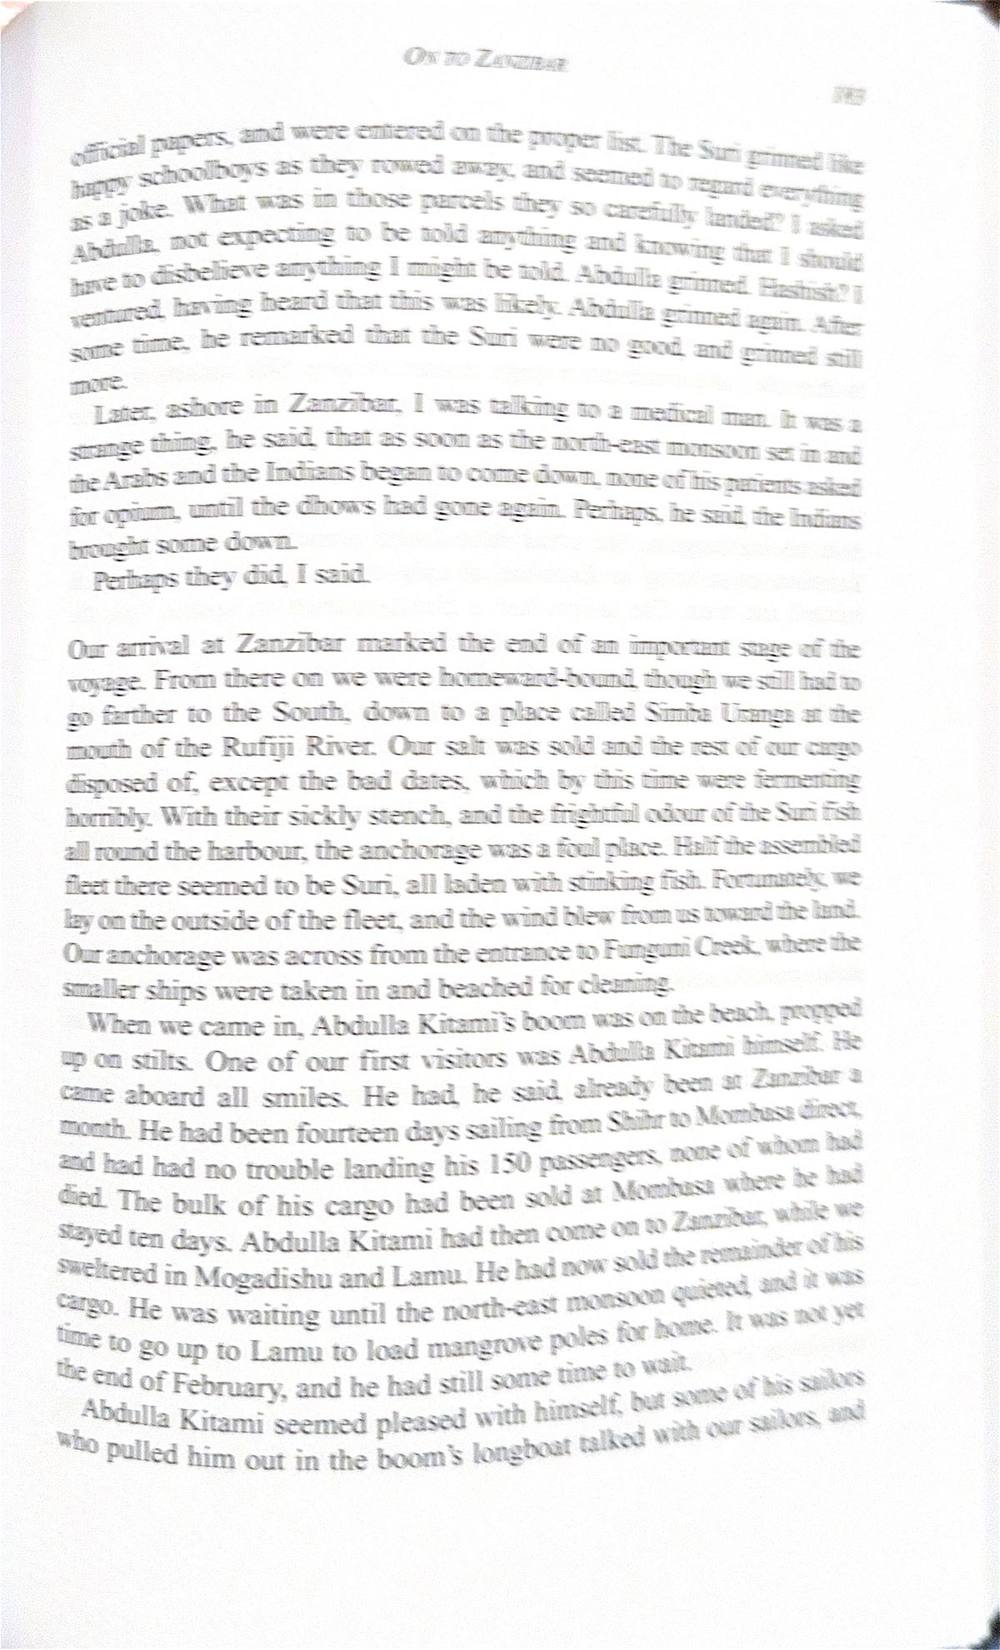 ON TO ZANZIBAR
official papers, and were entered on the proper list. The Suri grinned like
happy schoolboys as they rowed away, and seemed to regard everything
as a joke. What was in those parcels they so carefully landed? I asked
Abdulla, not expecting to be told anything and knowing that I should
have to disbelieve anything I might be told. Abdulla grinned. Hashish? I
ventured, having heard that this was likely. Abdulla grinned again. After
some time, he remarked that the Suri were no good, and grinned still
more.
Later, ashore in Zanzibar, I was talking to a medical man. It was a
strange thing, he said, that as soon as the north-east monsoon set in and
the Arabs and the Indians began to come down, none of his patients asked
for opium, until the dhows had gone again. Perhaps, he said, the Indians
brought some down.
Perhaps they did, I said.
Our arrival at Zanzibar marked the end of an important stage of the
voyage. From there on we were homeward-bound, though we still had to
go farther to the South, down to a place called Simba Uranga at the
mouth of the Rufiji River. Our salt was sold and the rest of our cargo
disposed of, except the bad dates, which by this time were fermenting
horribly. With their sickly stench, and the frightful odour of the Suri fish
all round the harbour, the anchorage was a foul place. Half the assembled
fleet there seemed to be Suri, all laden with stinking fish. Fortunately, we
lay on the outside of the fleet, and the wind blew from us toward the land.
Our anchorage was across from the entrance to Funguni Creek, where the
smaller ships were taken in and beached for cleaning.
When we came in, Abdulla Kitami's boom was on the beach, propped
up on stilts. One of our first visitors was Abdulla Kitami himself. He
came aboard all smiles. He had, he said, already been at Zanzibar a
month. He had been fourteen days sailing from Shihr to Mombasa direct,
and had had no trouble landing his 150 passengers, none of whom had
died. The bulk of his cargo had been sold at Mombasa where he had
stayed ten days. Abdulla Kitami had then come on to Zanzibar, while we
sweltered in Mogadishu and Lamu. He had now sold the remainder of his
cargo. He was waiting until the north-east monsoon quieted, and it was
time to go up to Lamu to load mangrove poles for home. It was not yet
the end of February, and he had still some time to wait.
Abdulla Kitami seemed pleased with himself, but some of his sailors
who pulled him out in the boom's longboat talked with our sailors, and